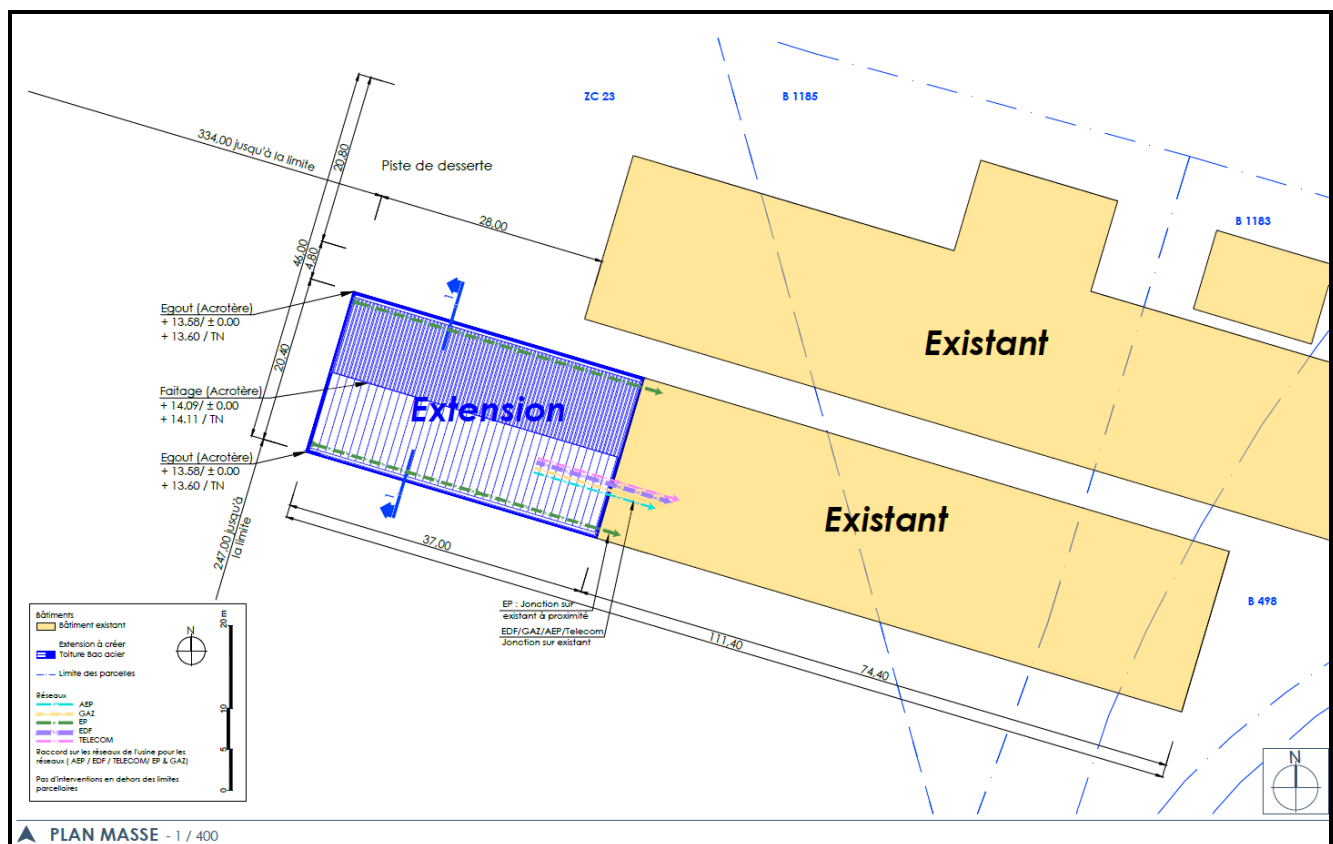 ZC 23
B 1185
334,00 jusqu'à la limite
20,80
Piste de desserte
B 1183
28,00
46,00
4,80
Egout (Acrotère)
+ 13.58/ ± 0.00
+ 13.60 / TN
1
Existant
20,40
Faîtage (Acrotère)
+ 14.09/ ± 0.00
+ 14.11 / TN
Extension
Egout (Acrotère)
+ 13.58/ ± 0.00
+ 13.60 / TN
1
Existant
247,00 jusqu'à
la limite
37,00
EP : Jonction sur
existant à proximité
EDF/GAZ/AEP/Telecom
Jonction sur existant
B 498
111,40
74,40
Bâtiments
Bâtiment existant
Extension à créer
Toiture Bac acier
Limite des parcelles
Réseaux
AEP
GAZ
EP
EDF
TELECOM
Raccord sur les réseaux de l'usine pour les
réseaux ( AEP / EDF / TELECOM/ EP & GAZ)
Pas d'interventions en dehors des limites
parcellaires
N
20 m
10
5
0
N
PLAN MASSE - 1 / 400